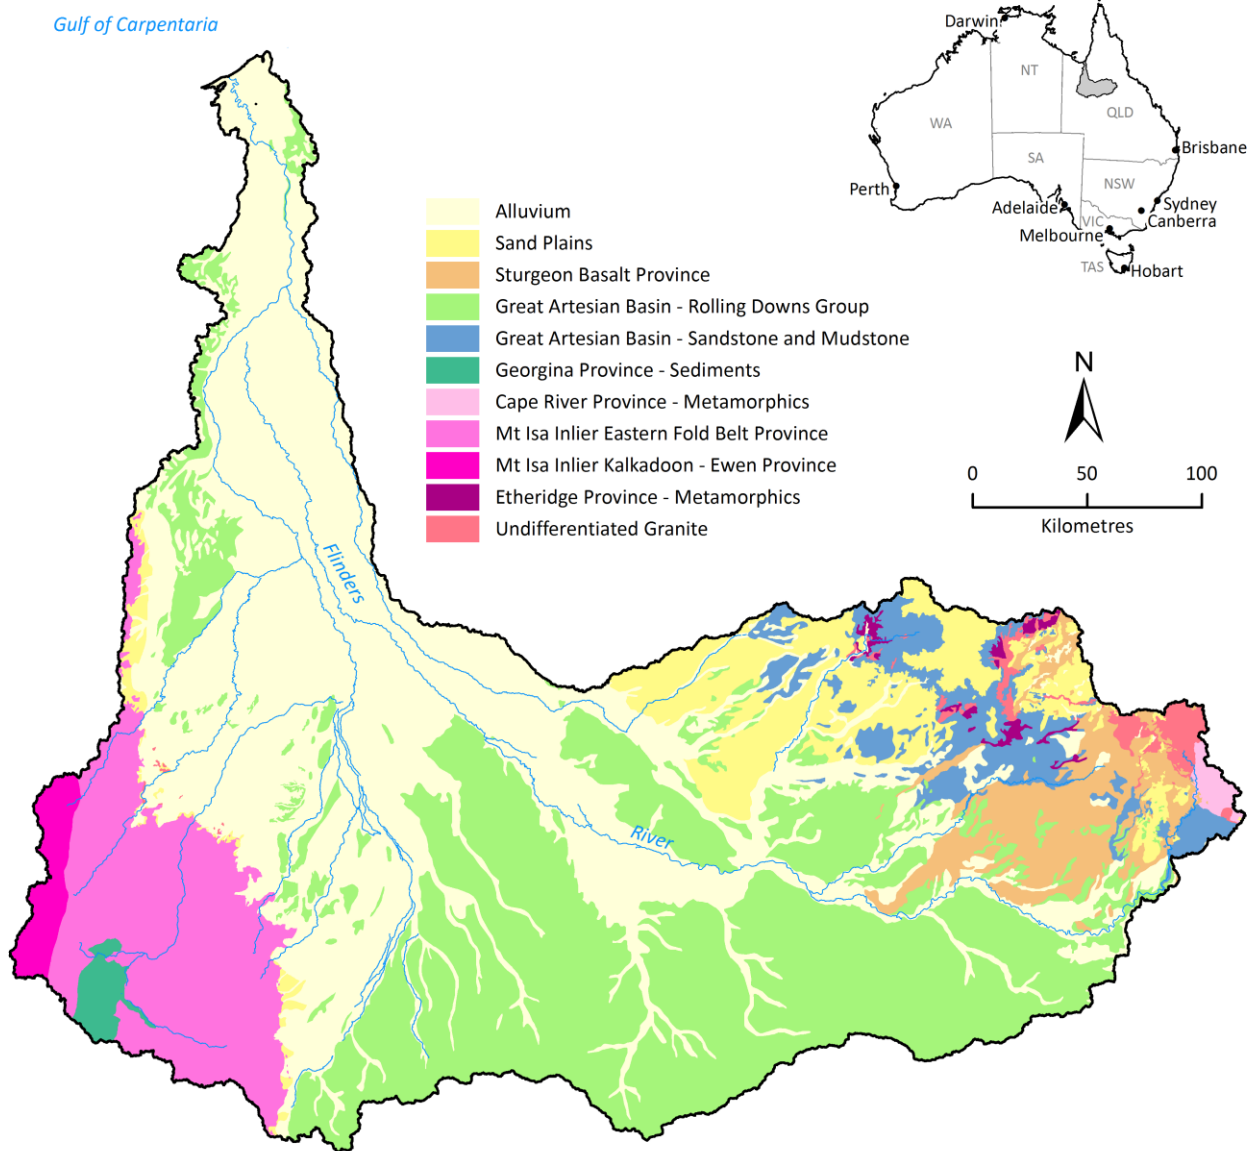 Gulf of Carpentaria
Darwin
NT
WA
QLD
Brisbane
SA
NSW
Perth
Adelaide
Sydney
VIC
Canberra
Melbourne
TAS
Hobart
Alluvium
Sand Plains
Sturgeon Basalt Province
Great Artesian Basin - Rolling Downs Group
Great Artesian Basin - Sandstone and Mudstone
Georgina Province - Sediments
Cape River Province - Metamorphics
Mt Isa Inlier Eastern Fold Belt Province
Mt Isa Inlier Kalkadoon - Ewen Province
Etheridge Province - Metamorphics
Undifferentiated Granite
N
0 50 100
Kilometres
Flinders
River